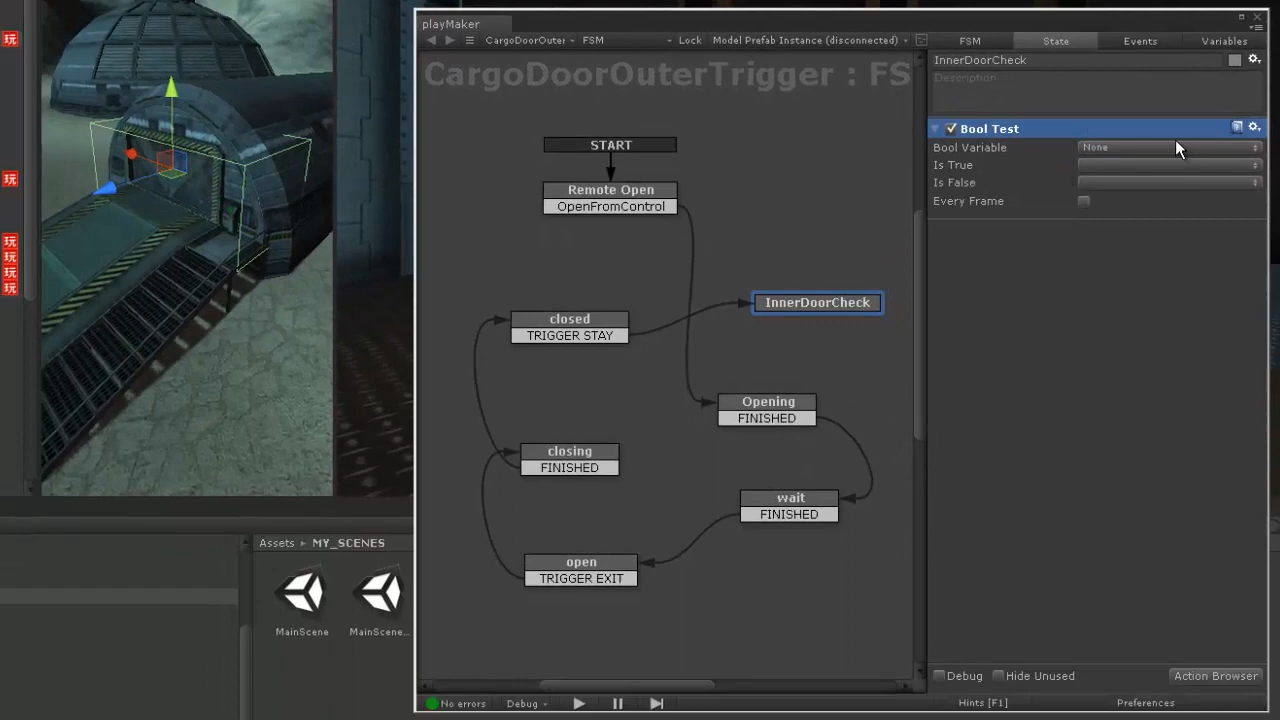 playMaker
CargoDoorOuter
FSM
Lock
Model Prefab Instance (disconnected)
FSM
State
Events
Variables
CargoDoorOuterTrigger : FS
InnerDoorCheck
Description...
START
Remote Open
OpenFromControl
InnerDoorCheck
closed
TRIGGER STAY
Opening
FINISHED
closing
FINISHED
wait
FINISHED
open
TRIGGER EXIT
Bool Test
Bool Variable
None
Is True
Is False
Every Frame
玩
玩
玩
玩
玩
玩
Assets
MY_SCENES
MainScene
MainScene...
Debug
Hide Unused
Action Browser
No errors
Debug
Hints [F1]
Preferences